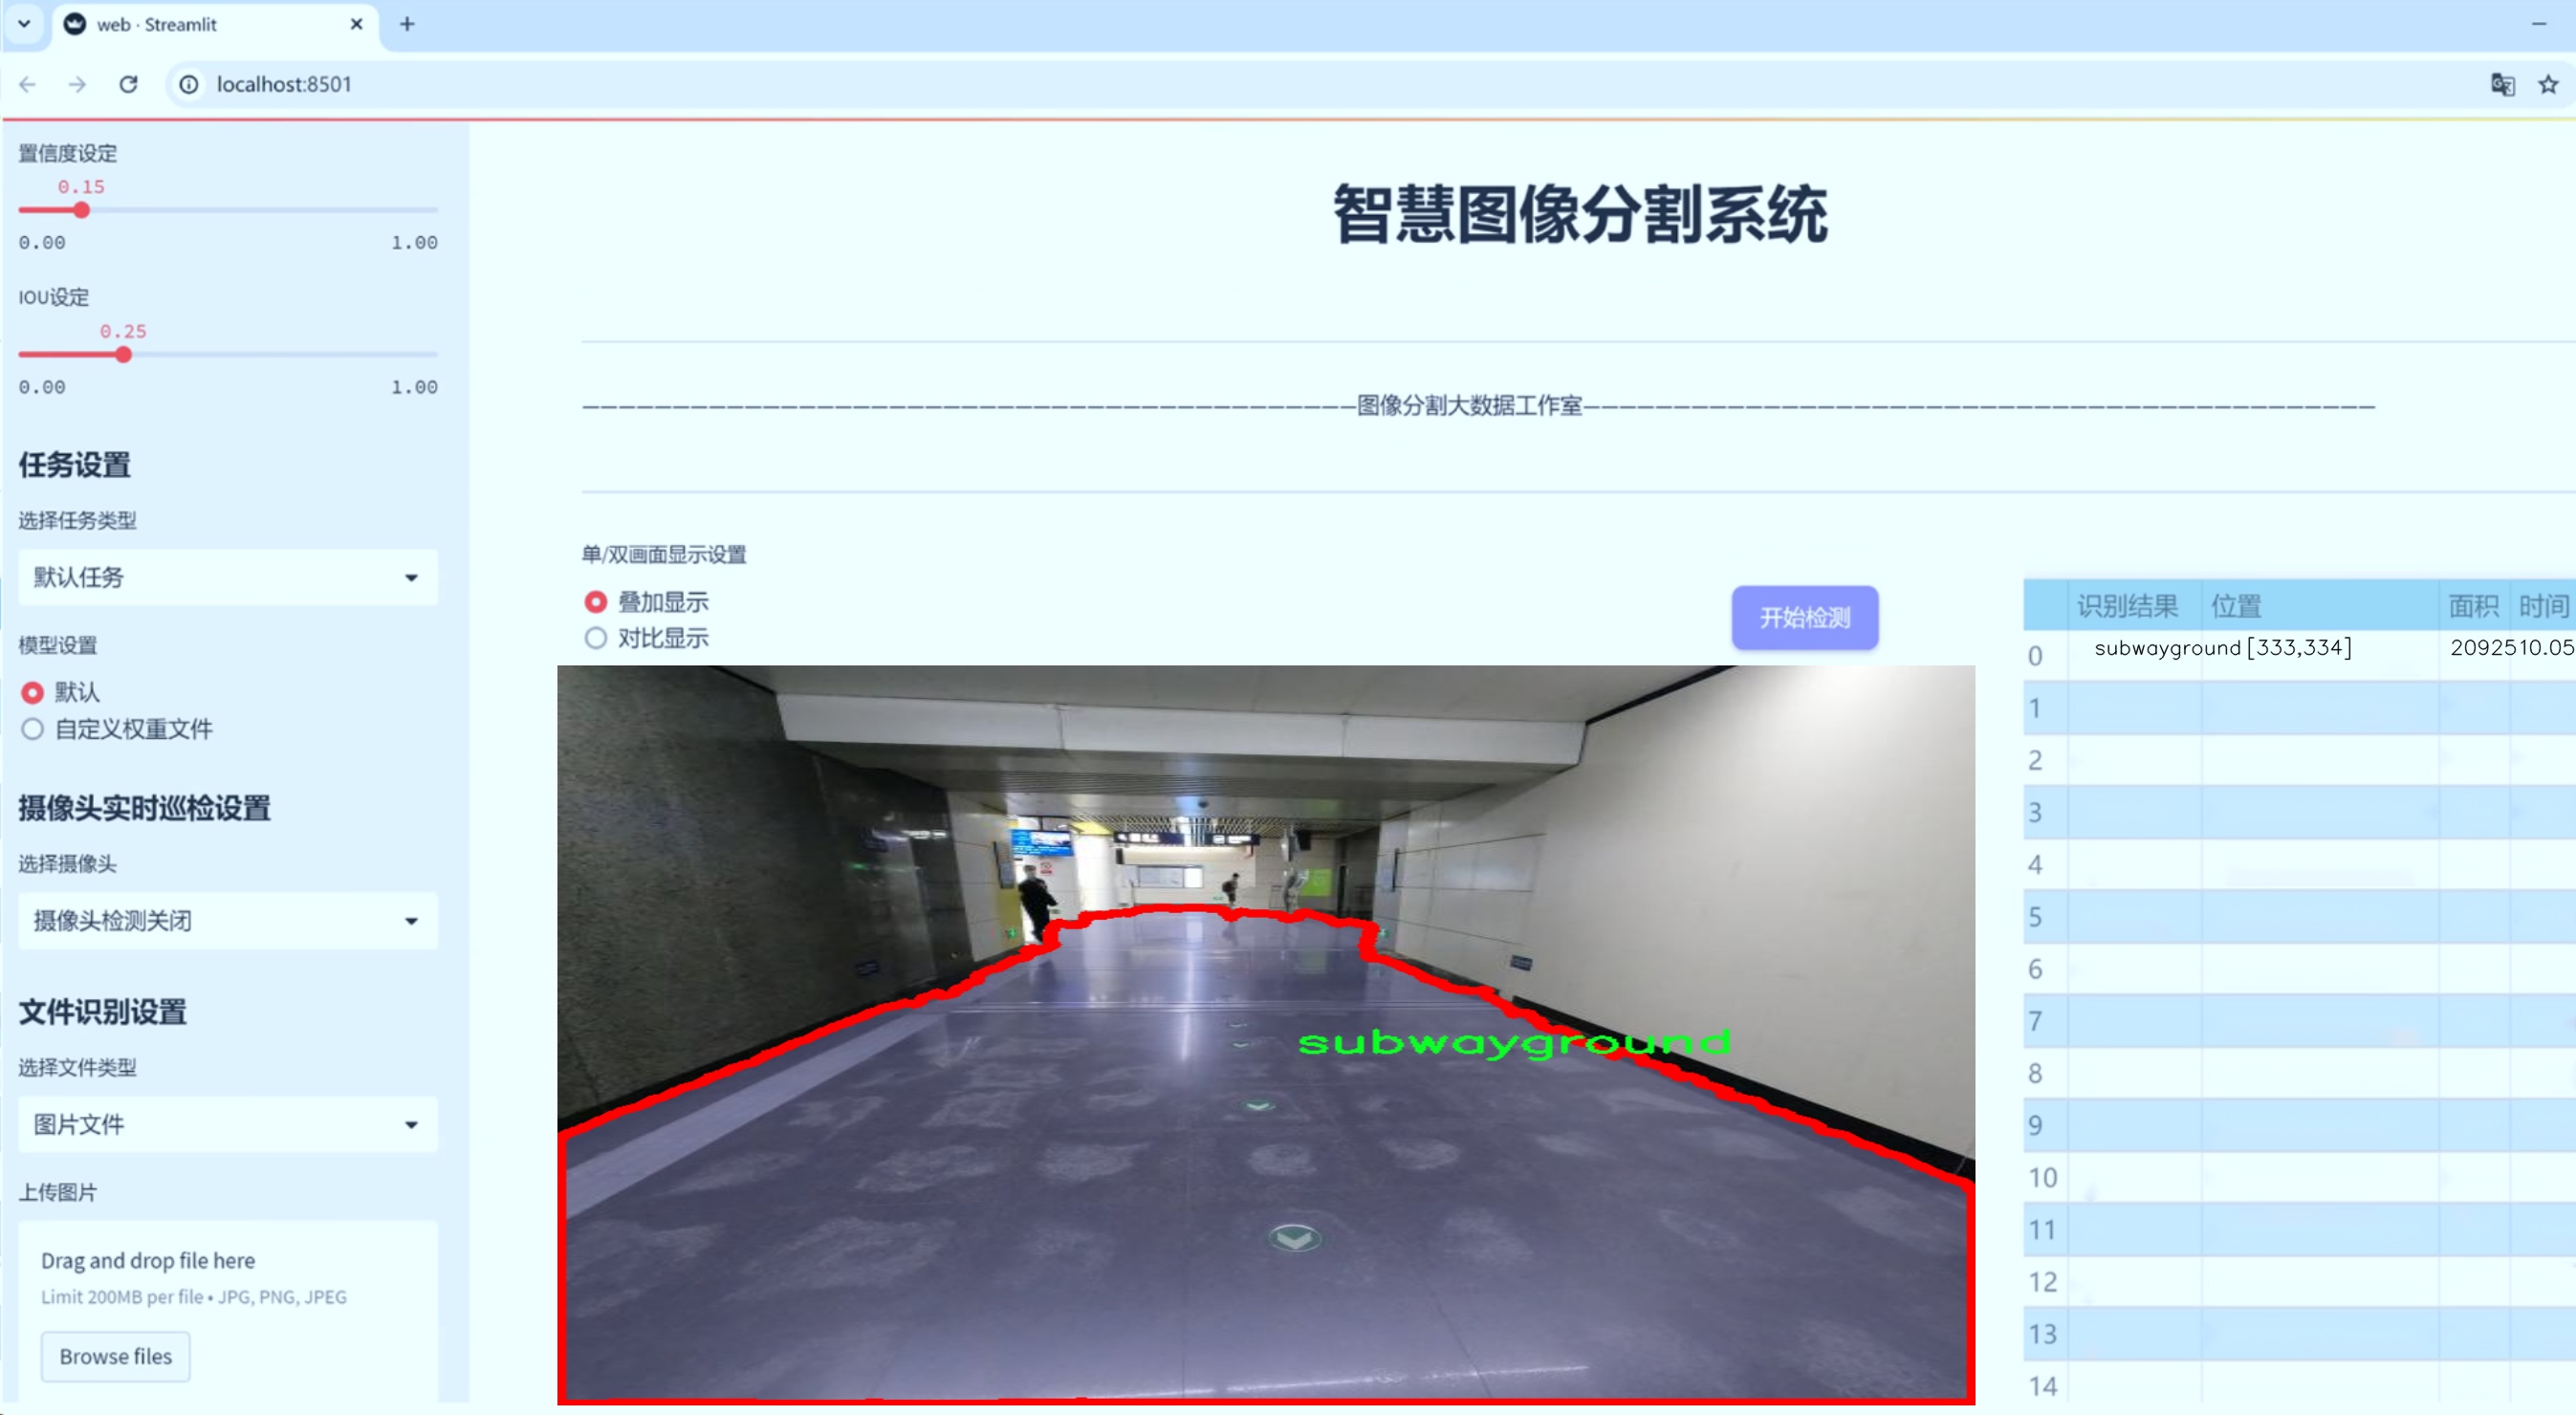 web · Streamlit
localhost:8501
置信度设定
0.15
0.00 1.00
IOU设定
0.25
0.00 1.00
任务设置
选择任务类型
默认任务
模型设置
默认
自定义权重文件
摄像头实时巡检设置
选择摄像头
摄像头检测关闭
文件识别设置
选择文件类型
图片文件
上传图片
Drag and drop file here
Limit 200MB per file • JPG, PNG, JPEG
Browse files
智慧图像分割系统
———————————————————————————————————————————图像分割大数据工作室————————————————————————————————————————————
单/双画面显示设置
叠加显示
对比显示
开始检测
subwayground
识别结果 位置 面积 时间
0 subwayground [333,334] 2092510.05
1
2
3
4
5
6
7
8
9
10
11
12
13
14